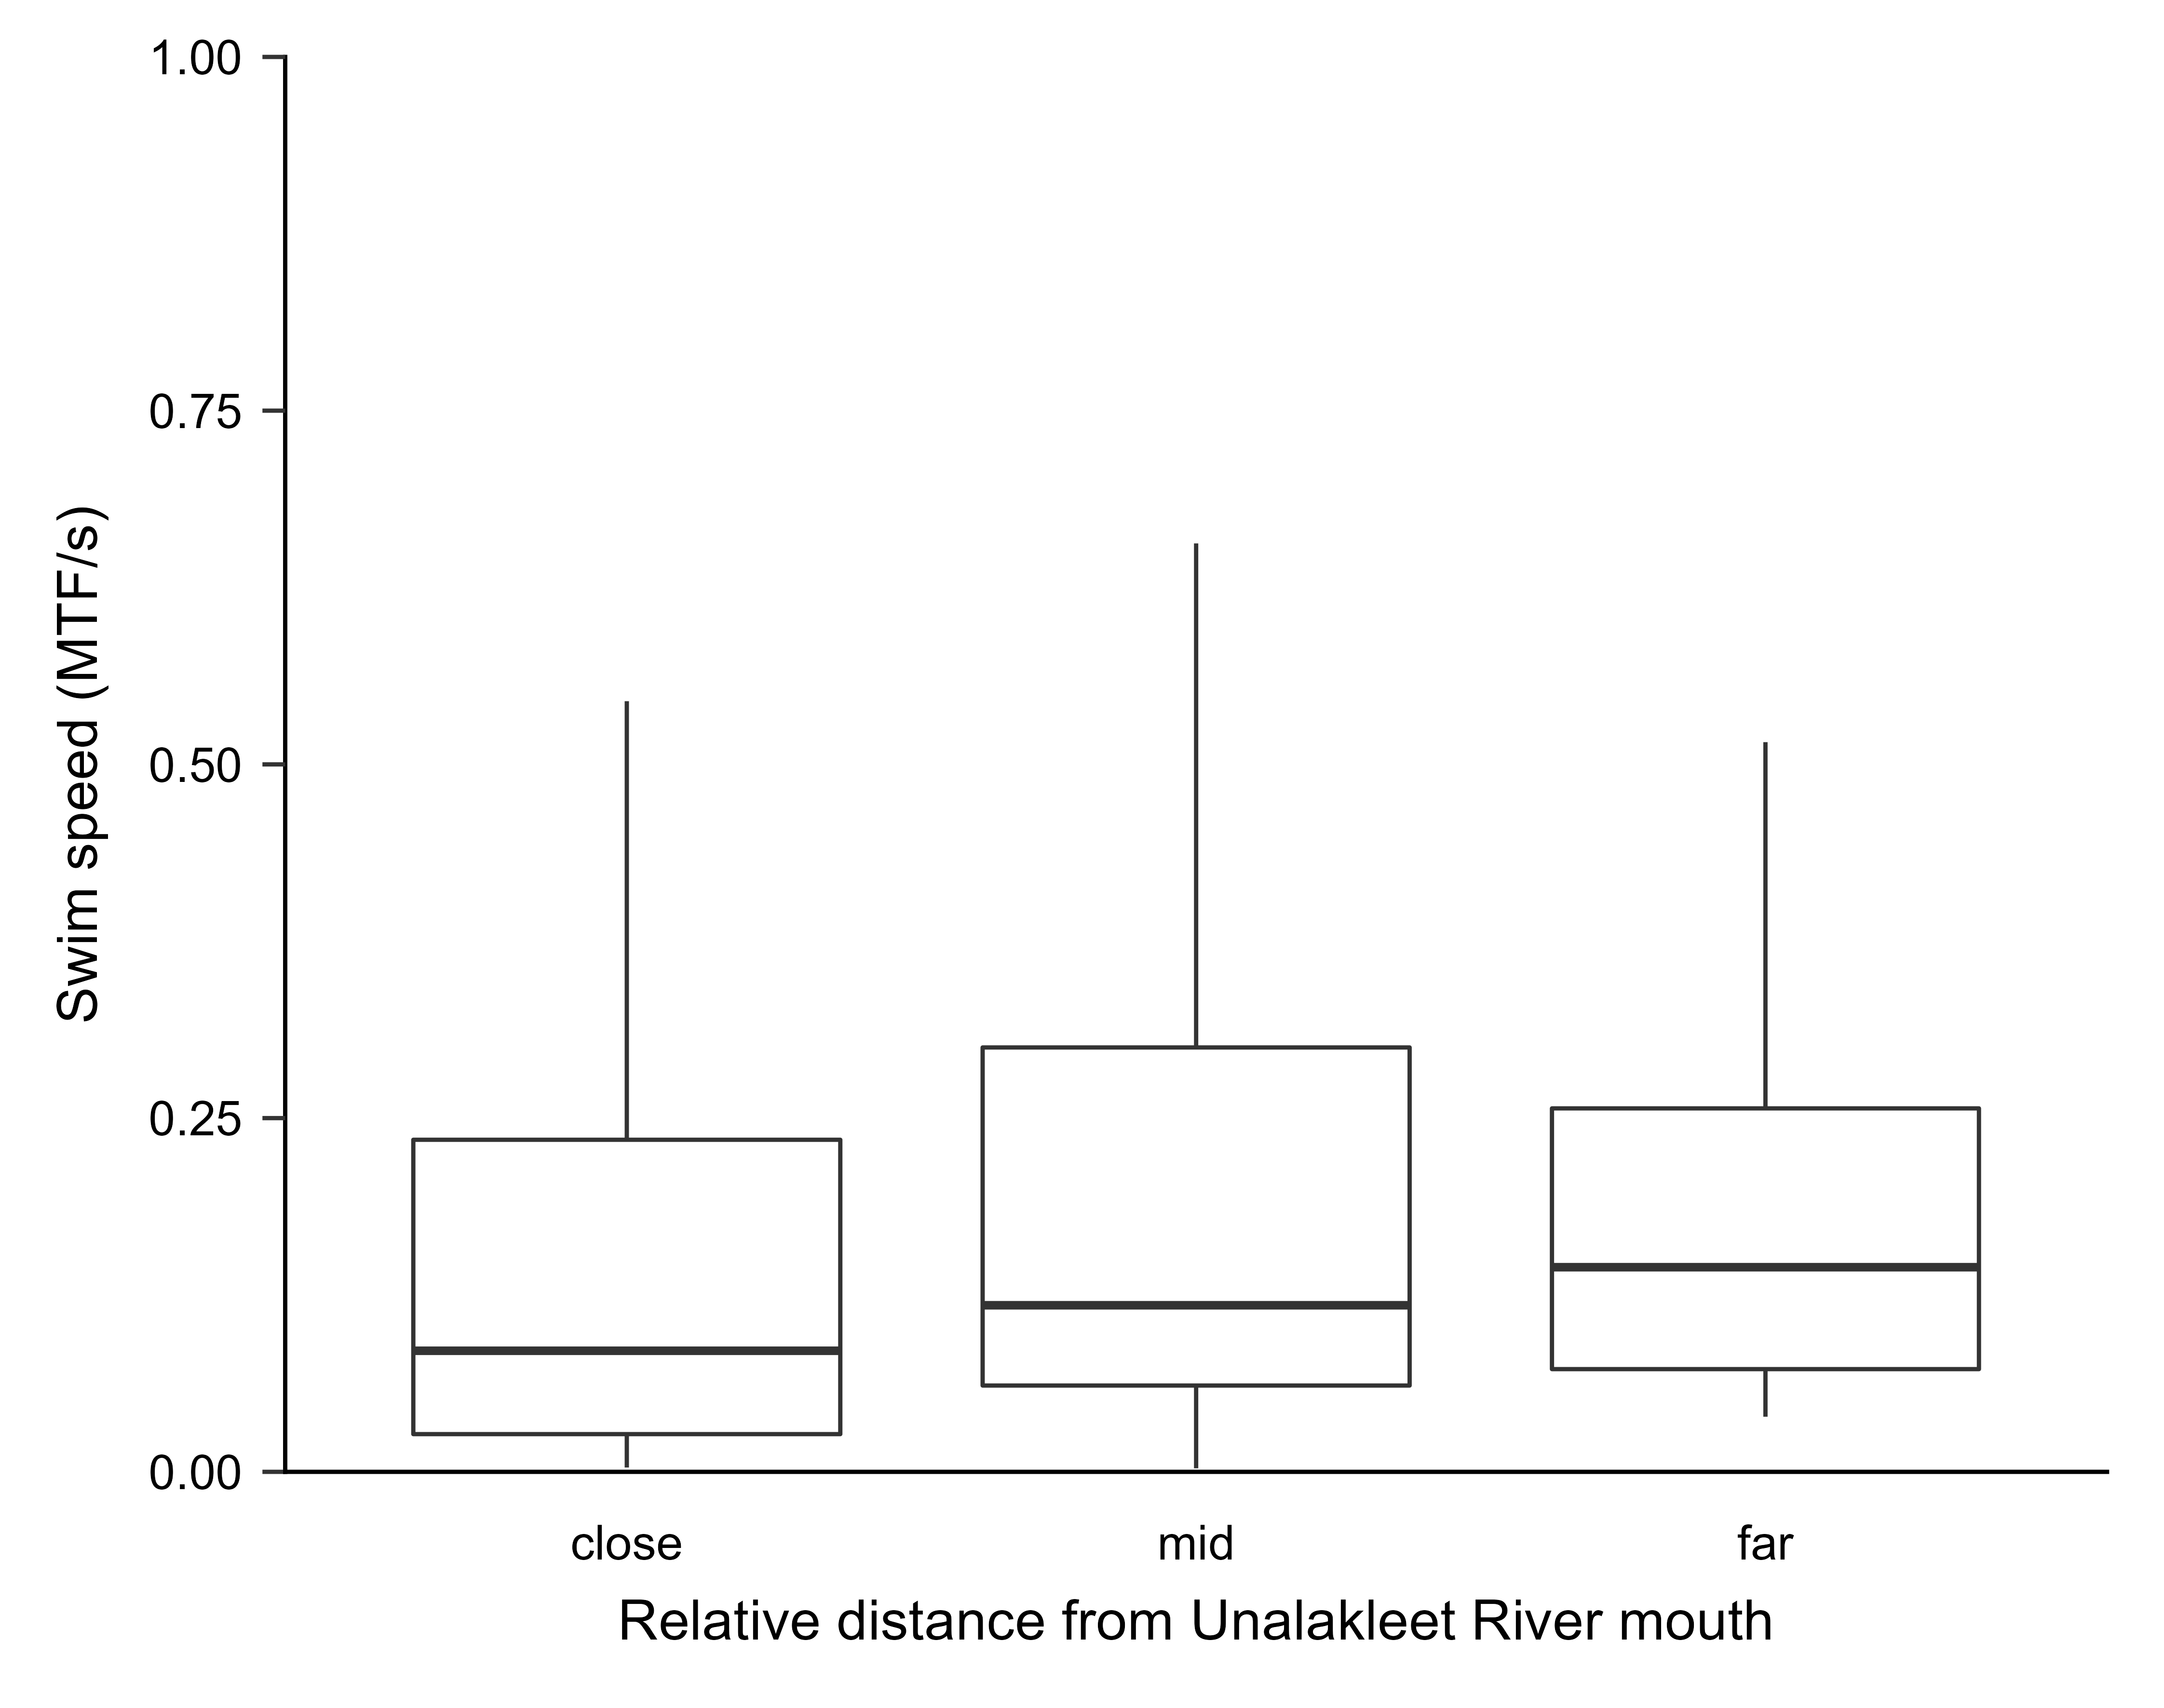 1.00
0.75
0.50
0.25
0.00
Swim speed (MTF/s)
close
mid
far
Relative distance from Unalakleet River mouth